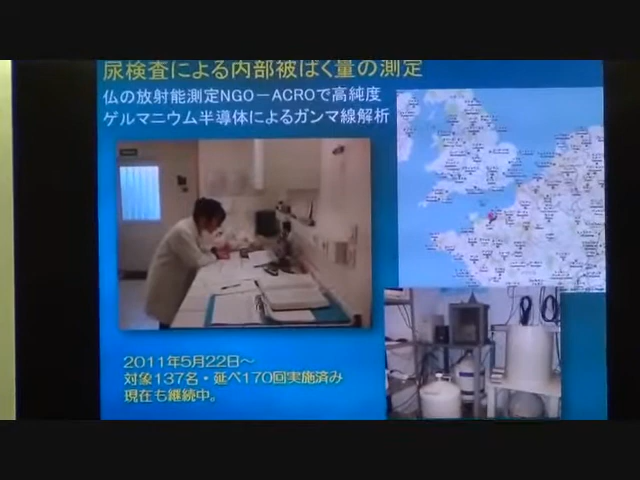 尿検査による内部被ばく量の測定
仏の放射能測定NGO－ACROで高純度
ゲルマニウム半導体によるガンマ線解析
2011年5月22日～
対象137名・延べ170回実施済み
現在も継続中。